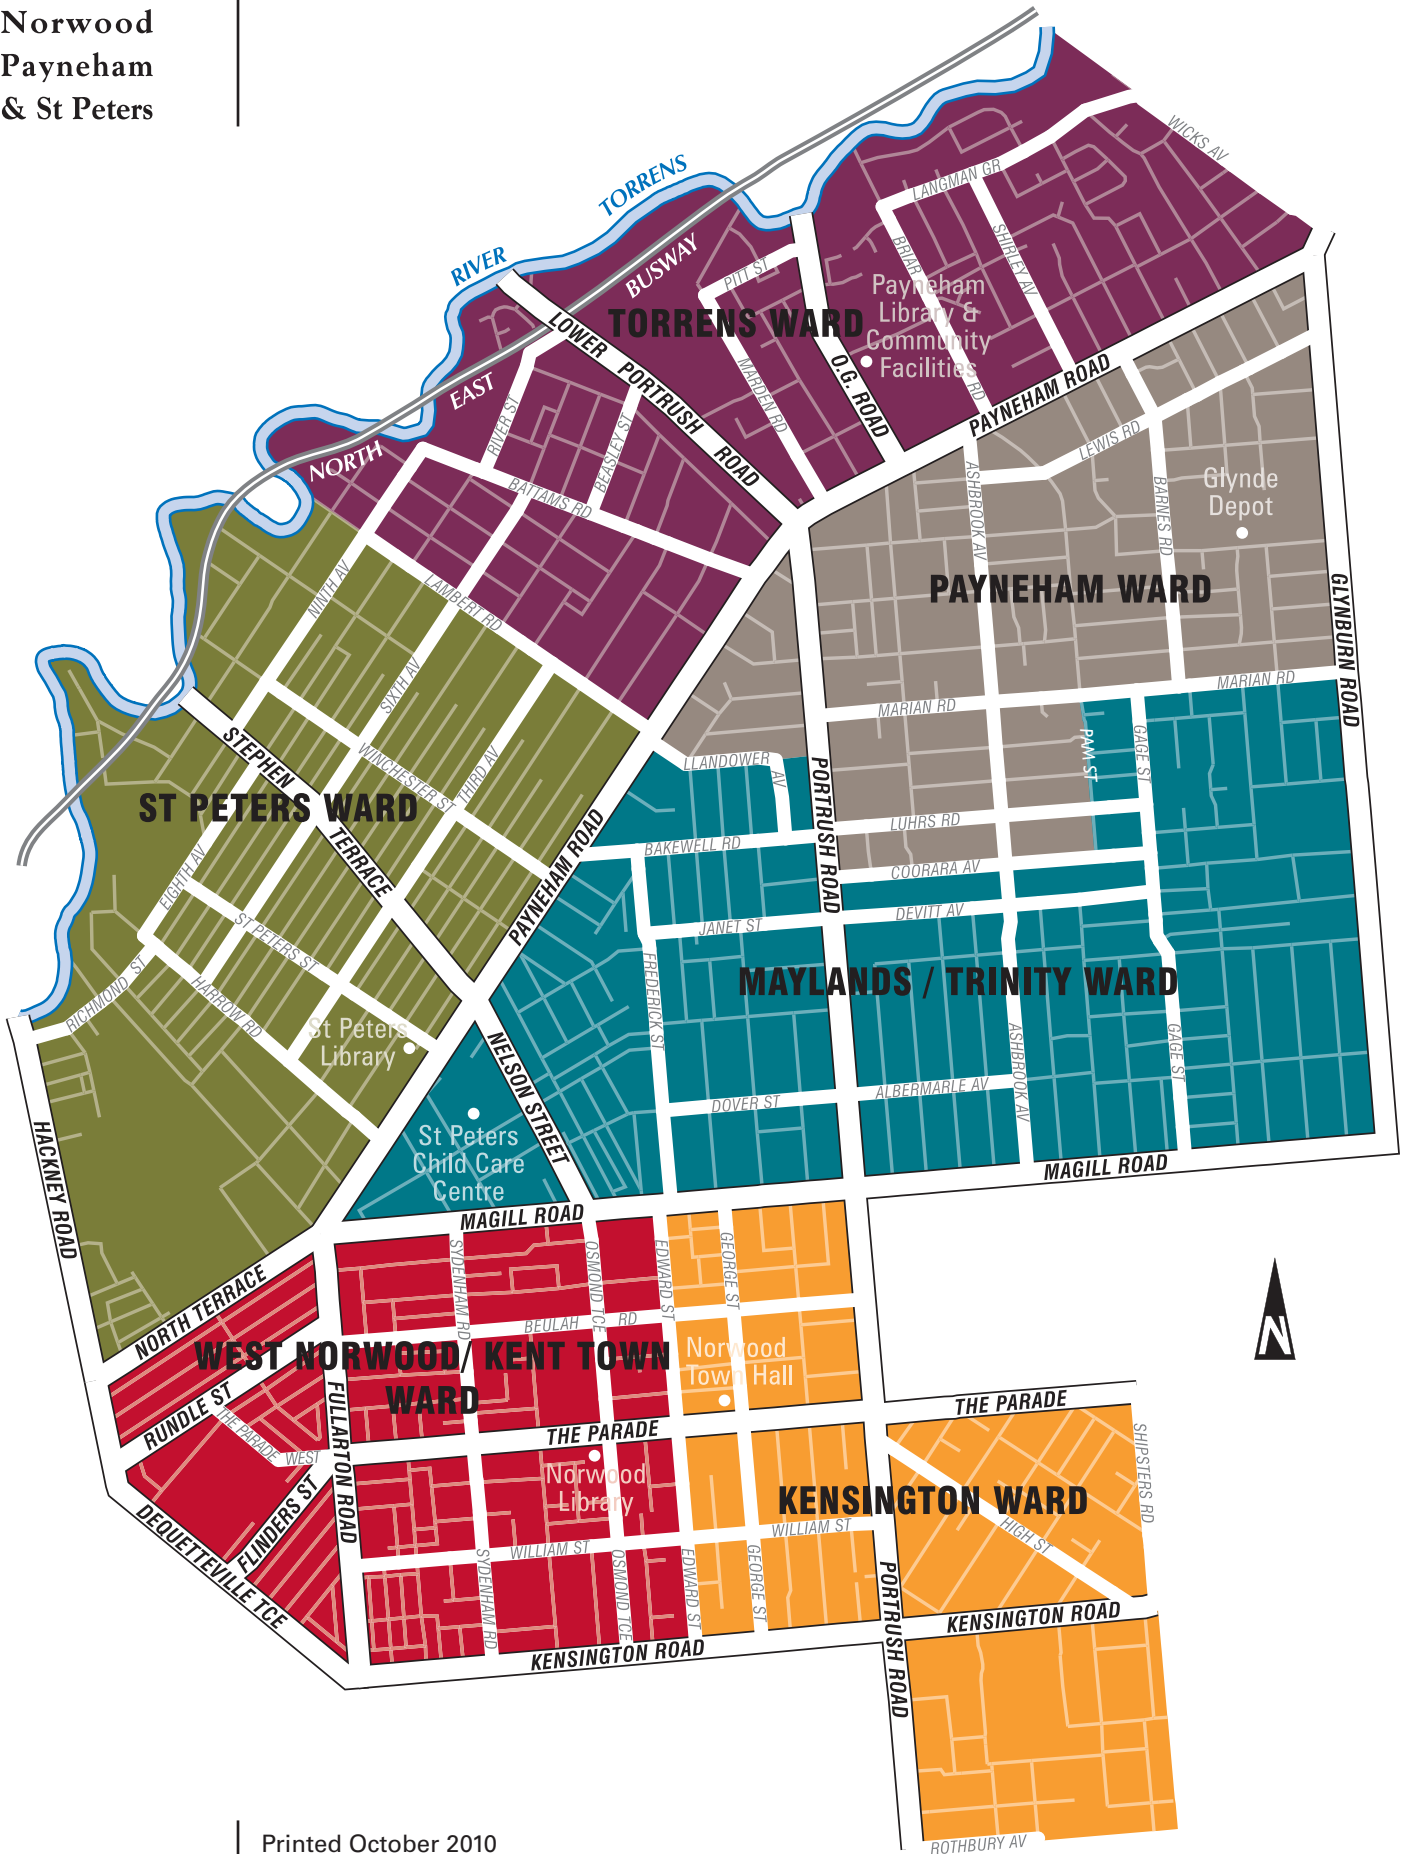 Norwood
Payneham
& St Peters
WICKS AV
TORRENS
LANGMAN GR
RIVER
BUSWAY
PITT ST
BRIAR
RD
SHIRLEY AV
Payneham
Library &
Community
Facilities
TORRENS WARD
LOWER PORTRUSH ROAD
O.G. ROAD
MARDEN RD
EAST
PAYNEHAM ROAD
RIVER ST
BEASLEY ST
NORTH
LEWIS RD
BATTAMS RD
ASHBROOK AV
BARNES RD
Glynde
Depot
NINTH AV
LAMBERT RD
PAYNEHAM WARD
GLYNBURN ROAD
SIXTH AV
MARIAN RD
MARIAN RD
STEPHEN
TERRACE
WINCHESTER ST
THIRD AV
LLANDOWER
AV
PORTRUSH ROAD
PAM ST
GAGE ST
ST PETERS WARD
PAYNEHAM ROAD
LUHRS RD
BAKEWELL RD
EIGHTH AV
COORARA AV
ST PETERS ST
JANET ST
DEVITT AV
RICHMOND ST
HARROW RD
FREDERICK ST
MAYLANDS / TRINITY WARD
St Peters
Library
NELSON STREET
ASHBROOK AV
GAGE ST
ALBERMARLE AV
DOVER ST
St Peters
Child Care
Centre
HACKNEY ROAD
MAGILL ROAD
MAGILL ROAD
SYDENHAM RD
OSMOND TCE
EDWARD ST
GEORGE ST
NORTH TERRACE
BEULAH RD
WEST NORWOOD/ KENT TOWN
WARD
Norwood
Town Hall
RUNDLE ST
FULLARTON ROAD
THE PARADE
THE PARADE
WEST
THE PARADE
SHIPSTERS RD
Norwood
Library
KENSINGTON WARD
FLINDERS ST
DEQUETTEVILLE TCE
WILLIAM ST
WILLIAM ST
HIGH ST
SYDENHAM RD
OSMOND TCE
EDWARD ST
GEORGE ST
PORTRUSH ROAD
KENSINGTON ROAD
KENSINGTON ROAD
N
ROTHBURY AV
Printed October 2010